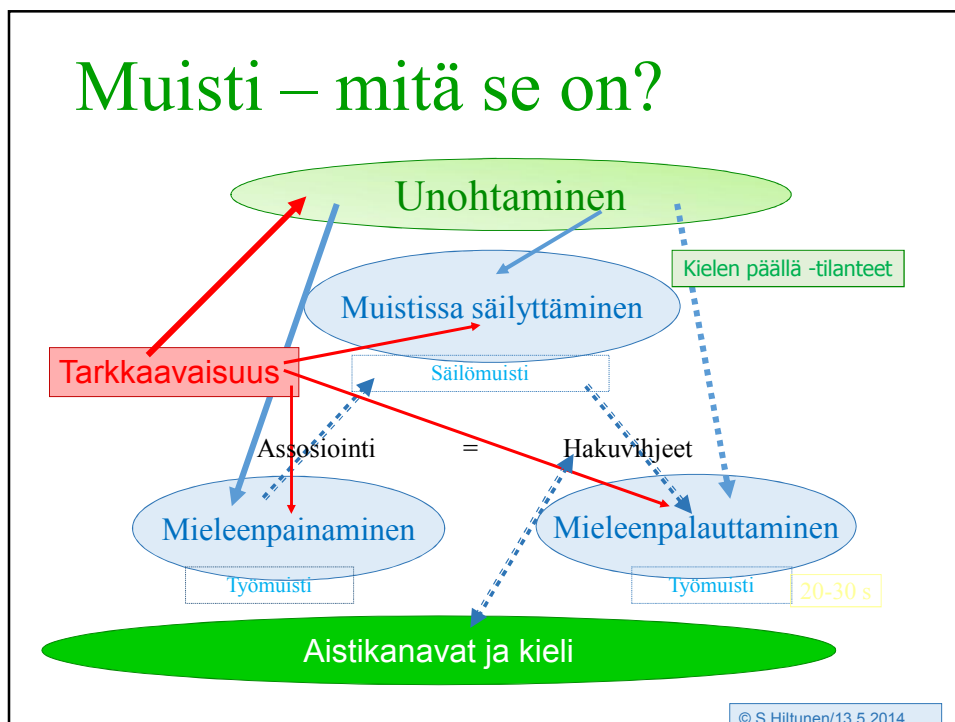 Muisti – mitä se on?
Unohtaminen
Kielen päällä -tilanteet
Muistissa säilyttäminen
Tarkkaavaisuus
Säilömuisti
Assosiointi = Hakuvihjeet
Mieleenpainaminen
Mieleenpalauttaminen
Työmuisti
Työmuisti
20-30 s
Aistikanavat ja kieli
© S.Hiltunen/13.5.2014